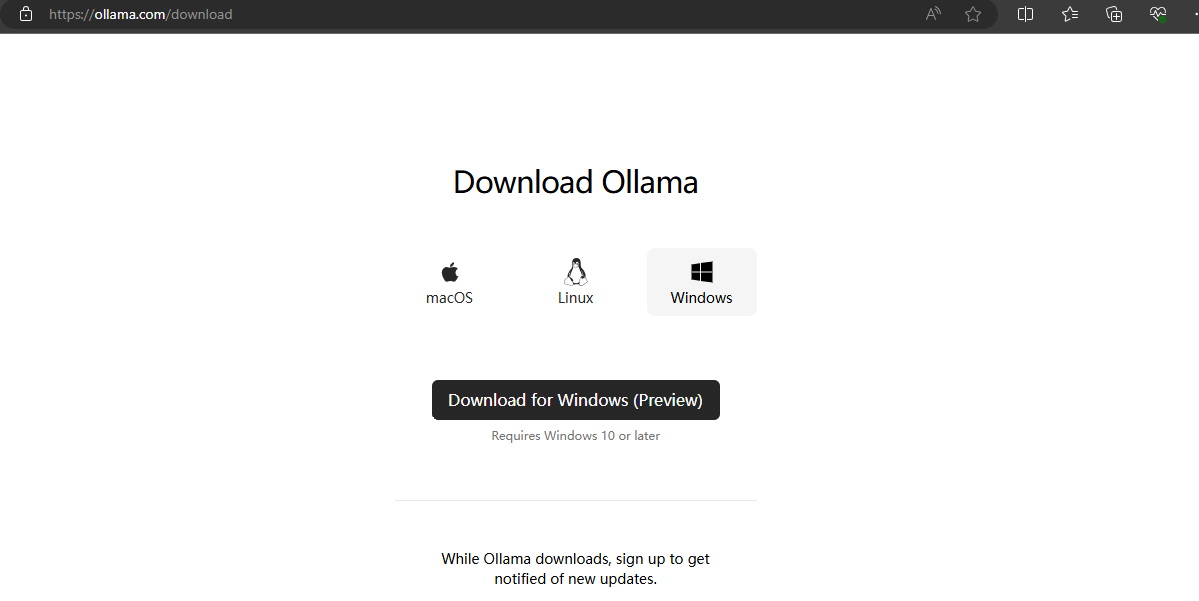 https://ollama.com/download
Download Ollama
macOS
Linux
Windows
Download for Windows (Preview)
Requires Windows 10 or later
While Ollama downloads, sign up to get
notified of new updates.